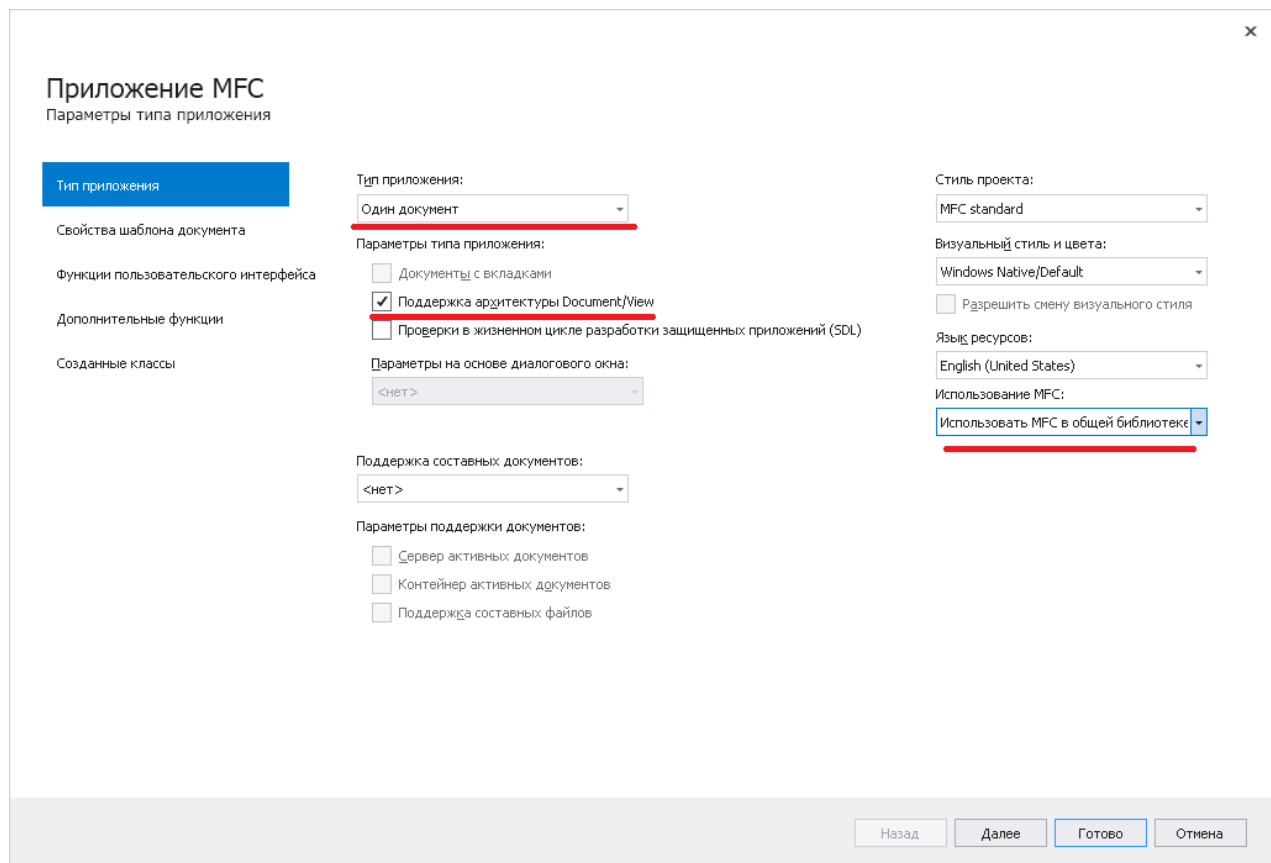 Приложение MFC
Параметры типа приложения
Тип приложения
Свойства шаблона документа
Функции пользовательского интерфейса
Дополнительные функции
Созданные классы
Тип приложения:
Один документ
Параметры типа приложения:
Документы с вкладками
Поддержка архитектуры Document/View
Проверки в жизненном цикле разработки защищенных приложений (SDL)
Параметры на основе диалогового окна:
<нет>
Поддержка составных документов:
<нет>
Параметры поддержки документов:
Сервер активных документов
Контейнер активных документов
Поддержка составных файлов
Стиль проекта:
MFC standard
Визуальный стиль и цвета:
Windows Native/Default
Разрешить смену визуального стиля
Язык ресурсов:
English (United States)
Использование MFC:
Использовать MFC в общей библиотеке
Назад
Далее
Готово
Отмена